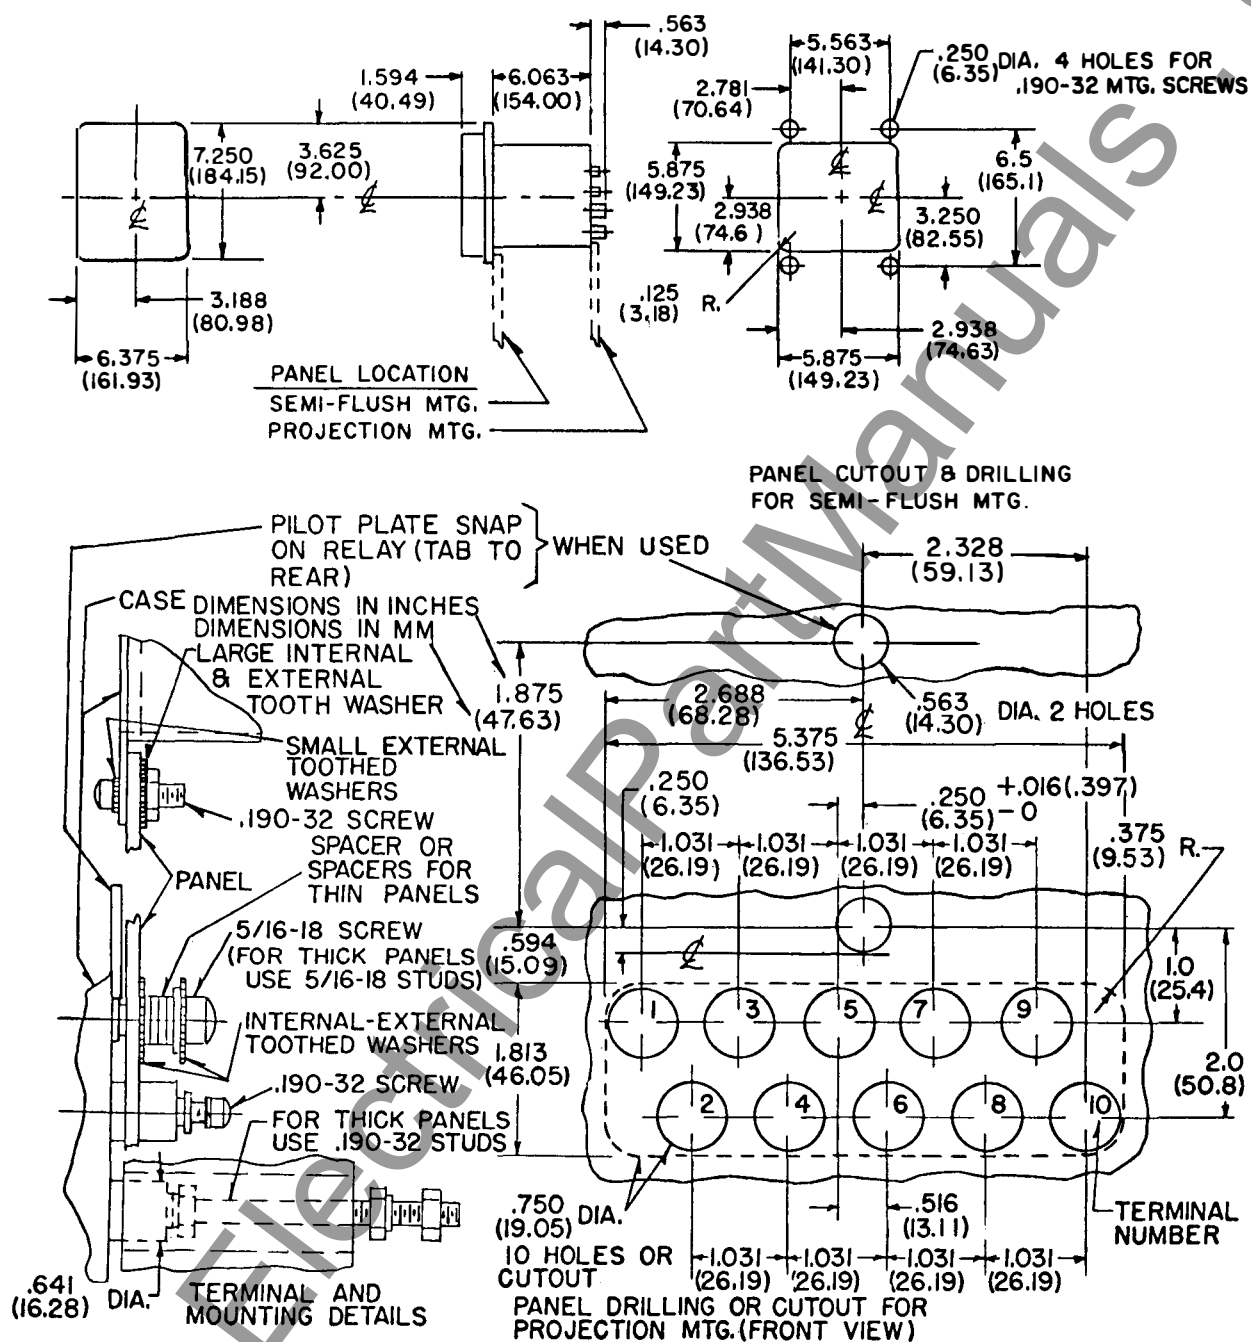 .563
(14.30)
1.594
(40.49)
6.063
(154.00)
5.563
(141.30)
.250 DIA. 4 HOLES FOR
(6.35) .190-32 MTG. SCREWS
2.781
(70.64)
7.250
(184.15)
3.625
(92.00)
5.875
(149.23)
6.5
(165.1)
2.938
(74.6)
3.250
(82.55)
3.188
(80.98)
.125
(3.18) R.
2.938
(74.63)
6.375
(161.93)
5.875
(149.23)
PANEL LOCATION
SEMI-FLUSH MTG.
PROJECTION MTG.
PANEL CUTOUT & DRILLING
FOR SEMI-FLUSH MTG.
PILOT PLATE SNAP
ON RELAY (TAB TO
REAR)
WHEN USED
2.328
(59.13)
CASE
DIMENSIONS IN INCHES
DIMENSIONS IN MM
LARGE INTERNAL
& EXTERNAL
TOOTH WASHER
1.875
(47.63)
2.688
(68.28)
.563
(14.30) DIA. 2 HOLES
5.375
(136.53)
SMALL EXTERNAL
TOOTHED
WASHERS
.250
(6.35)
.250 +.016(.397)
(6.35) -0
.190-32 SCREW
SPACER OR
SPACERS FOR
THIN PANELS
PANEL
1.031 1.031 1.031 1.031
(26.19) (26.19) (26.19) (26.19)
.375
(9.53) R.
5/16-18 SCREW
(FOR THICK PANELS
USE 5/16-18 STUDS)
.594
(15.09)
1.0
(25.4)
1 3 5 7 9
INTERNAL-EXTERNAL
TOOTHED WASHERS
1.813
(46.05)
2.0
(50.8)
.190-32 SCREW
2 4 6 8 10
FOR THICK PANELS
USE .190-32 STUDS
.750
(19.05) DIA.
10 HOLES OR
CUTOUT
.516
(13.11)
TERMINAL
NUMBER
1.031 1.031 1.031 1.031
(26.19) (26.19) (26.19) (26.19)
.641
(16.28) DIA.
TERMINAL AND
MOUNTING DETAILS
PANEL DRILLING OR CUTOUT FOR
PROJECTION MTG. (FRONT VIEW)
ElectricalPartManuals.